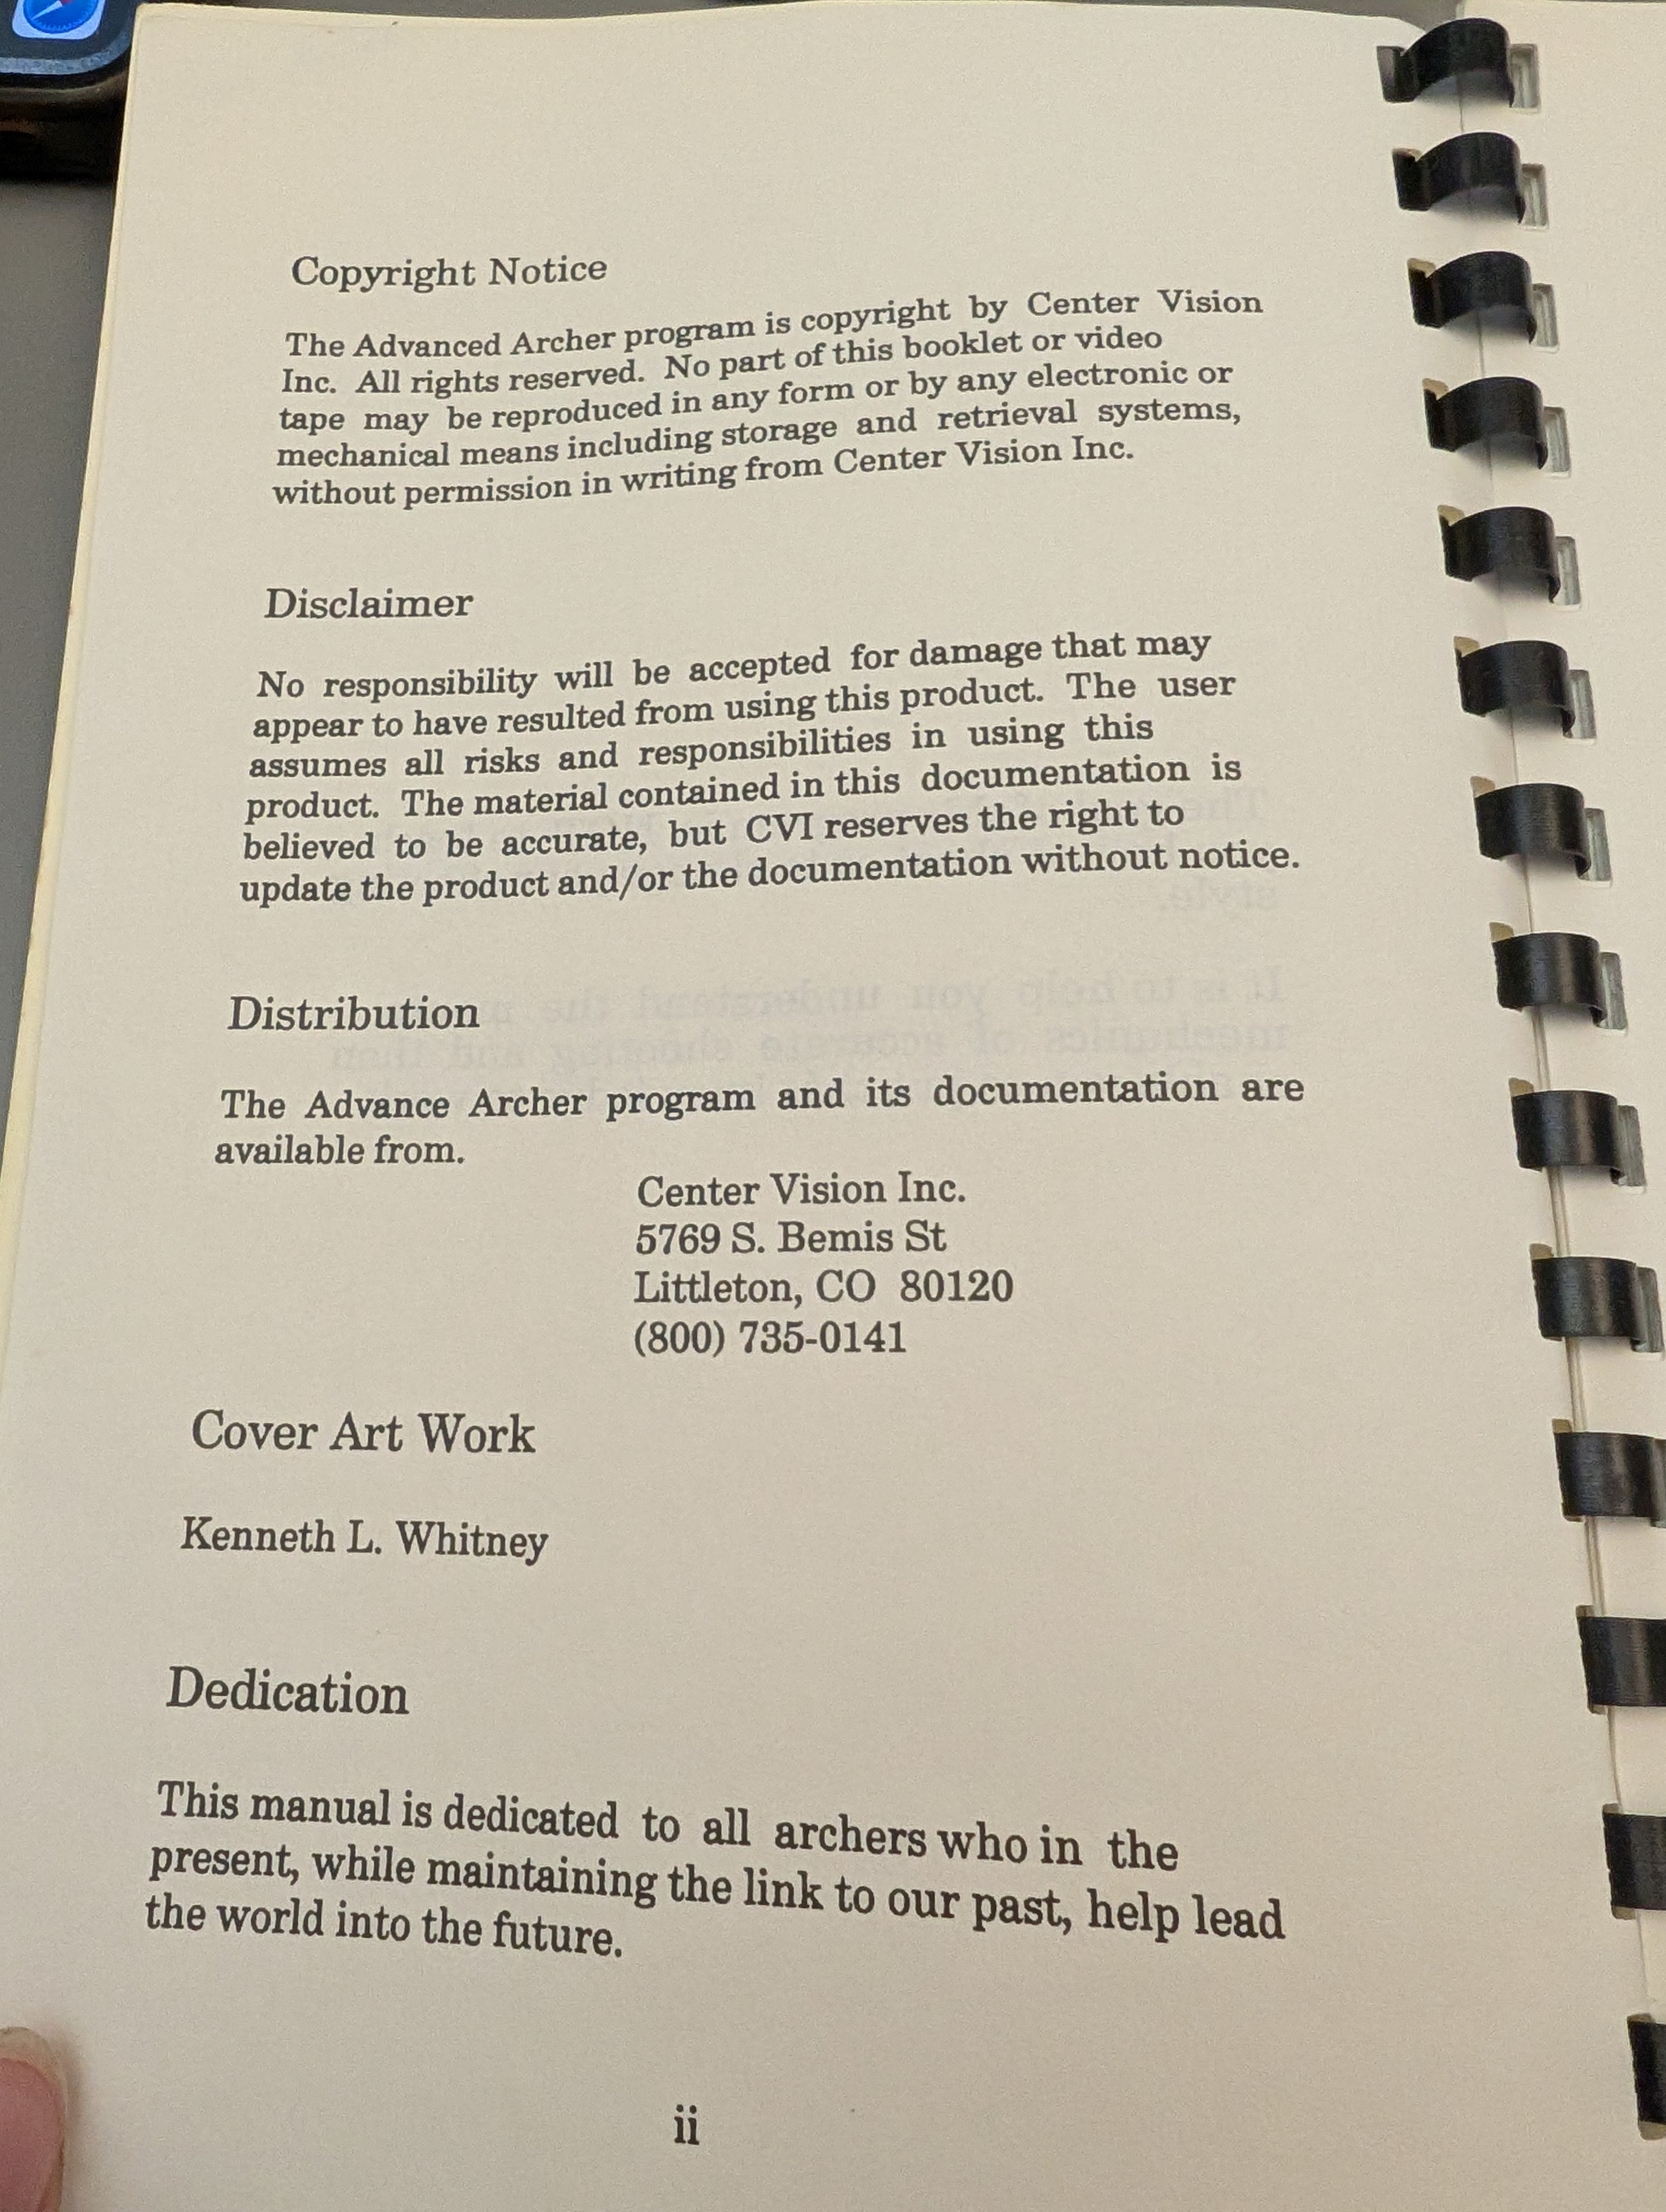 Copyright Notice
The Advanced Archer program is copyright by Center Vision
Inc. All rights reserved. No part of this booklet or video
tape may be reproduced in any form or by any electronic or
mechanical means including storage and retrieval systems,
without permission in writing from Center Vision Inc.
Disclaimer
No responsibility will be accepted for damage that may
appear to have resulted from using this product. The user
assumes all risks and responsibilities in using this
product. The material contained in this documentation is
believed to be accurate, but CVI reserves the right to
update the product and/or the documentation without notice.
Distribution
The Advance Archer program and its documentation are
available from.
Center Vision Inc.
5769 S. Bemis St
Littleton, CO 80120
(800) 735-0141
Cover Art Work
Kenneth L. Whitney
Dedication
This manual is dedicated to all archers who in the
present, while maintaining the link to our past, help lead
the world into the future.
ii